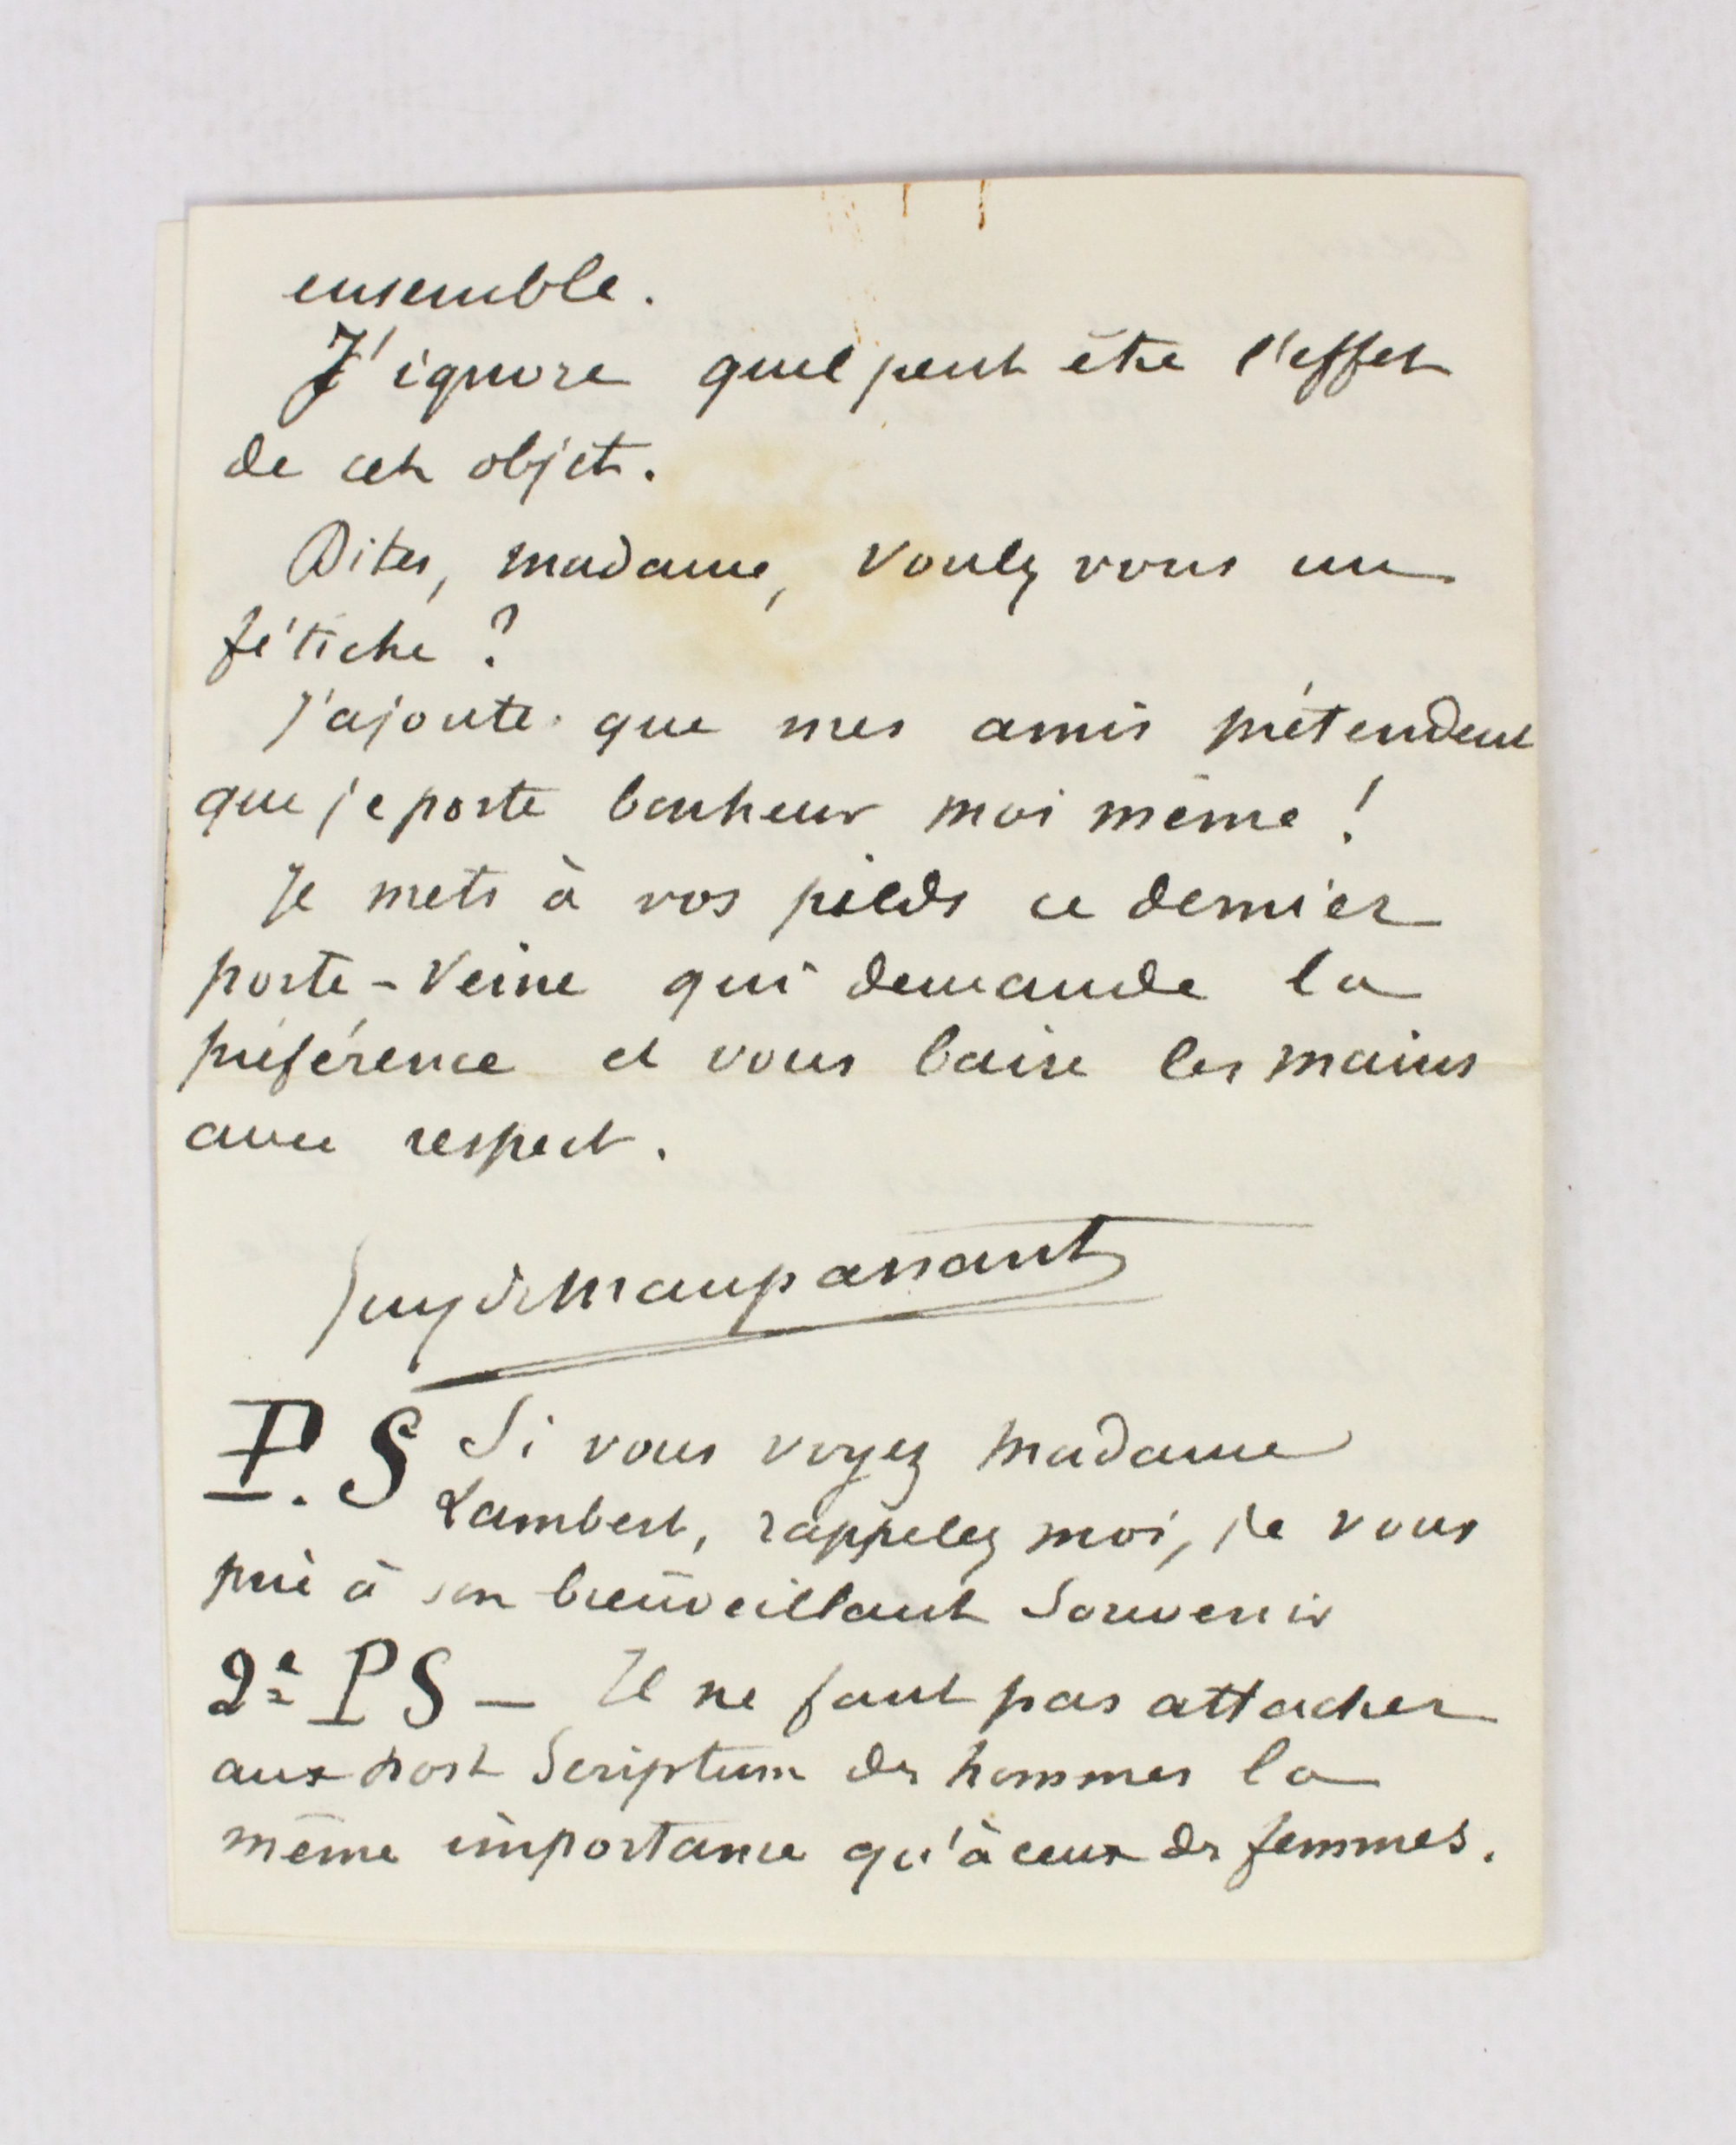 ensemble.
J'ignore quel peut être l'effet
de cet objet.
Dites, madame, voulez vous un
fétiche ?
J'ajoute que mes amis prétendent
que je porte bonheur moi même !
Je mets à vos pieds ce dernier
porte-veine qui demande la
préférence et vous baise les mains
avec respect.
Guy de Maupassant
P.S Si vous voyez Madame
Lambert, rappelez moi, je vous
prie à son bienveillant souvenir
2e PS — Il ne faut pas attacher
aux post scriptum des hommes la
même importance qu'à ceux des femmes.